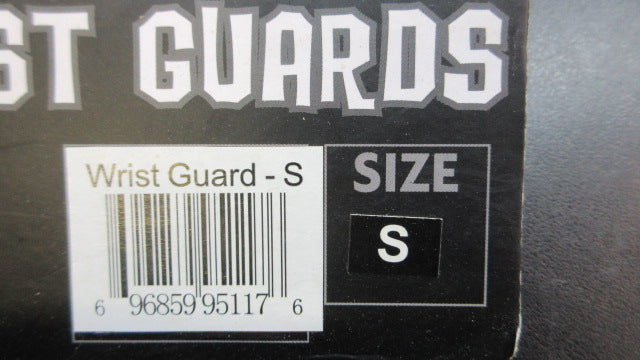 ST GUARDS
Wrist Guard - S
6 96859 95117 6
SIZE
S